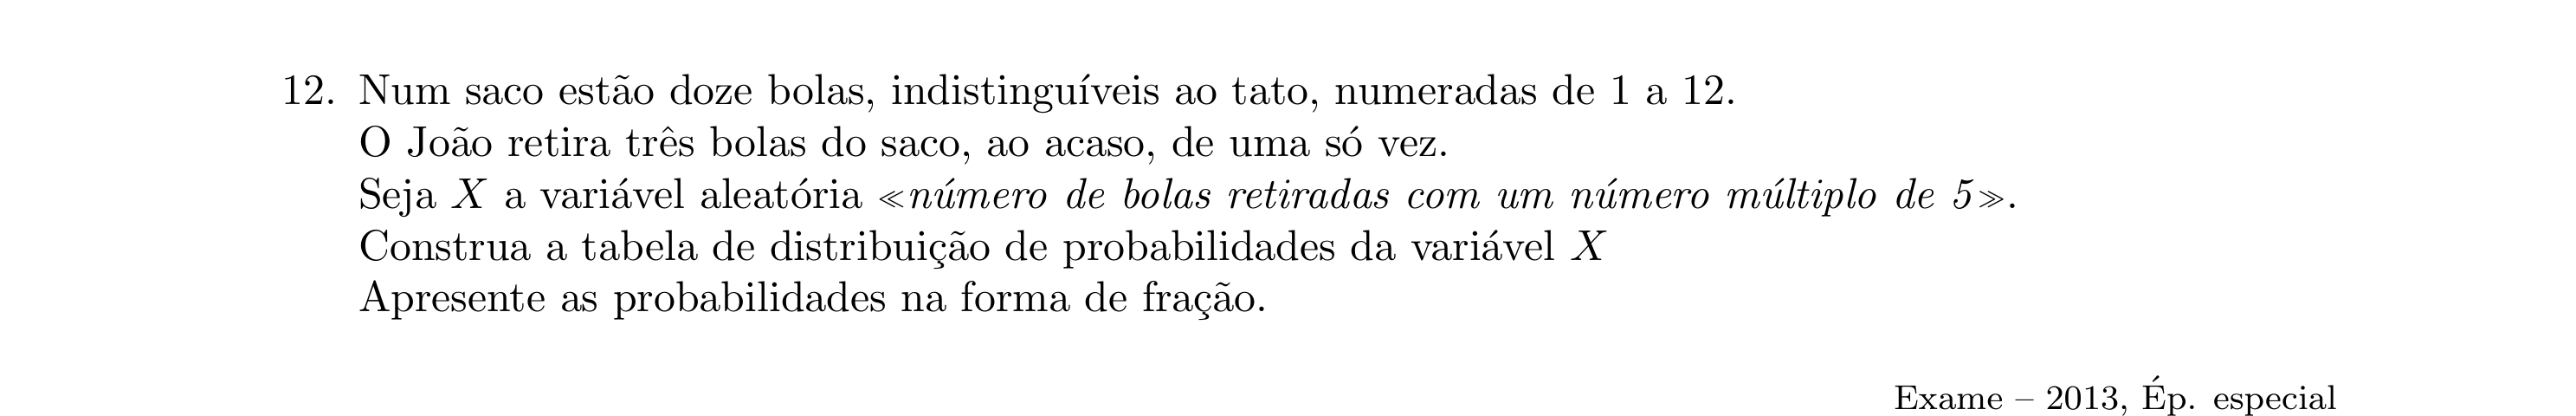 12. Num saco estão doze bolas, indistinguíveis ao tato, numeradas de 1 a 12.
O João retira três bolas do saco, ao acaso, de uma só vez.
Seja X a variável aleatória ≪número de bolas retiradas com um número múltiplo de 5≫.
Construa a tabela de distribuição de probabilidades da variável X
Apresente as probabilidades na forma de fração.
Exame – 2013, Ép. especial